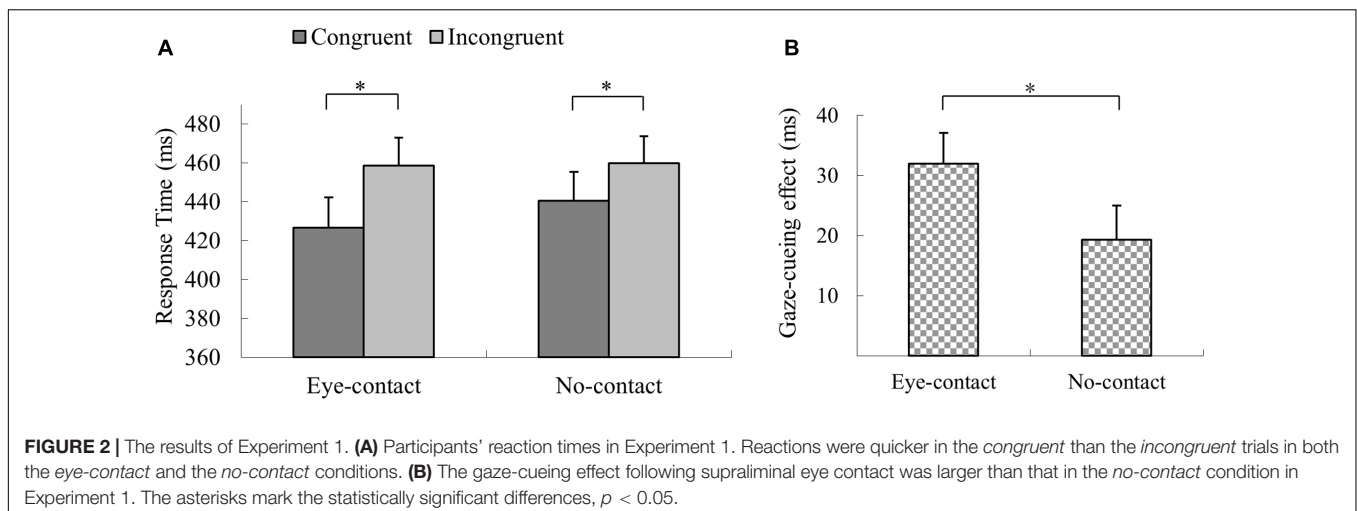 A
Congruent Incongruent
* *
Response Time (ms)
480
460
440
420
400
380
360
Eye-contact No-contact
B
*
Gaze-cueing effect (ms)
40
30
20
10
Eye-contact No-contact
FIGURE 2 | The results of Experiment 1. (A) Participants’ reaction times in Experiment 1. Reactions were quicker in the congruent than the incongruent trials in both
the eye-contact and the no-contact conditions. (B) The gaze-cueing effect following supraliminal eye contact was larger than that in the no-contact condition in
Experiment 1. The asterisks mark the statistically significant differences, p < 0.05.